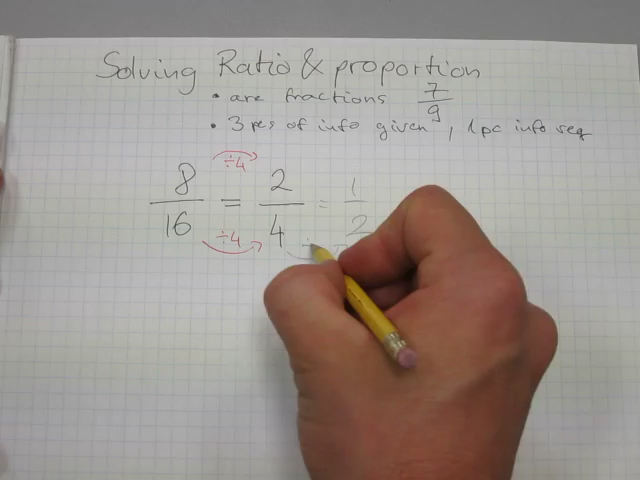 Solving Ratio & proportion
• are fractions 7/9
• 3 pcs of info given, 1 pc info req
÷4
8/16 = 2/4 = 1/2
÷4 ÷